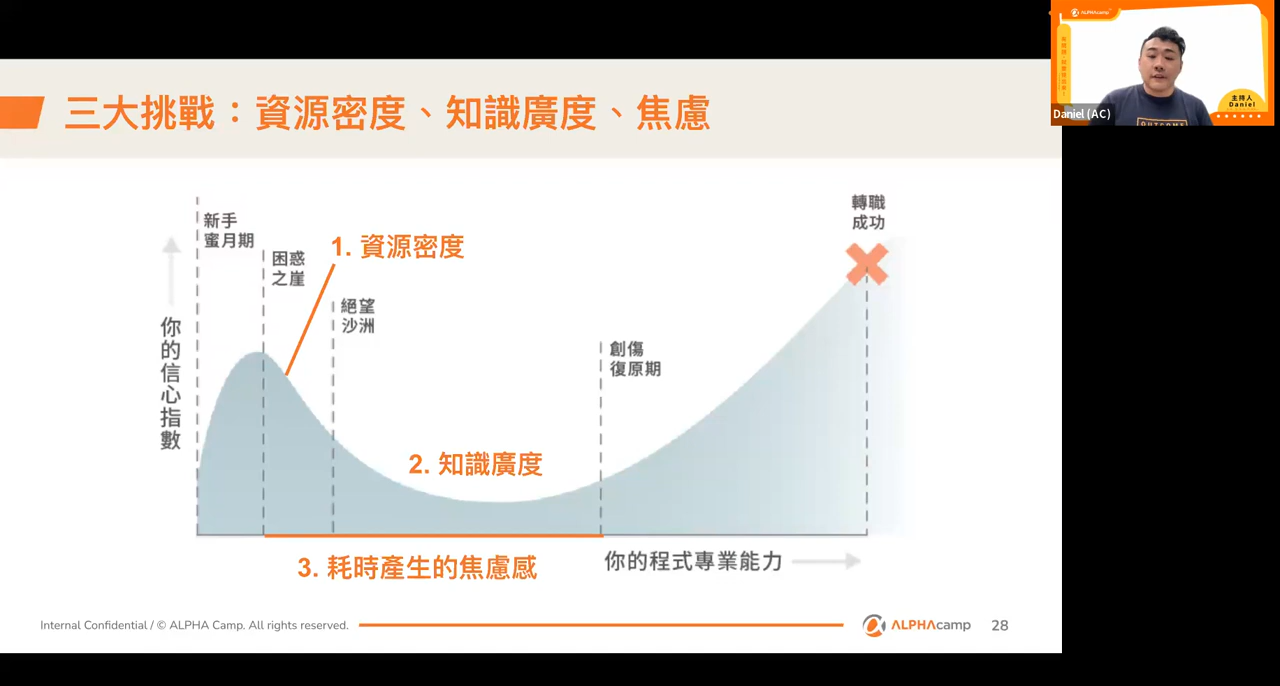 三大挑戰：資源密度、知識廣度、焦慮
ALPHAcamp
主持人
Daniel
Daniel (AC)
OUTCOME
新手
蜜月期
困惑
之崖
1. 資源密度
絕望
沙洲
轉職
成功
創傷
復原期
你的信心指數
2. 知識廣度
3. 耗時產生的焦慮感
你的程式專業能力
Internal Confidential / © ALPHA Camp. All rights reserved.
ALPHAcamp
28